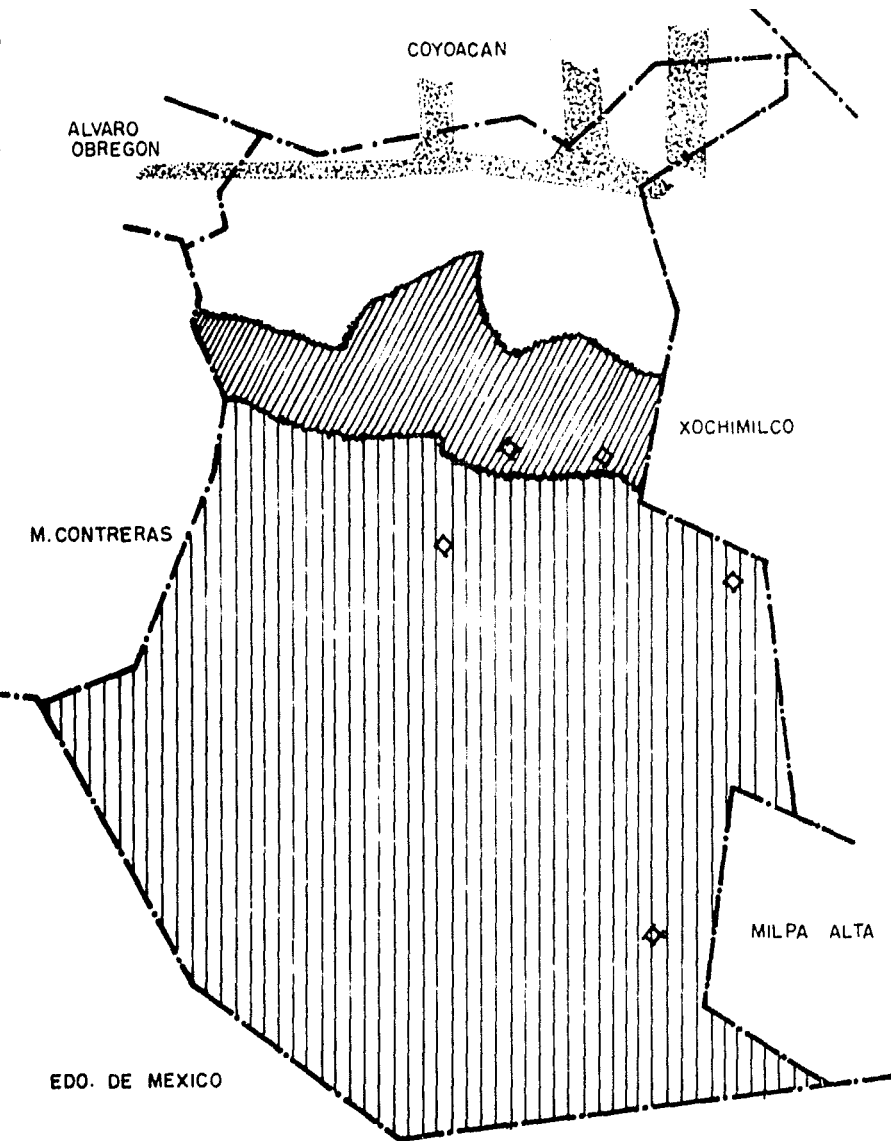 COYOACAN
ALVARO
OBREGON
XOCHIMILCO
M. CONTRERAS
MILPA ALTA
EDO. DE MEXICO